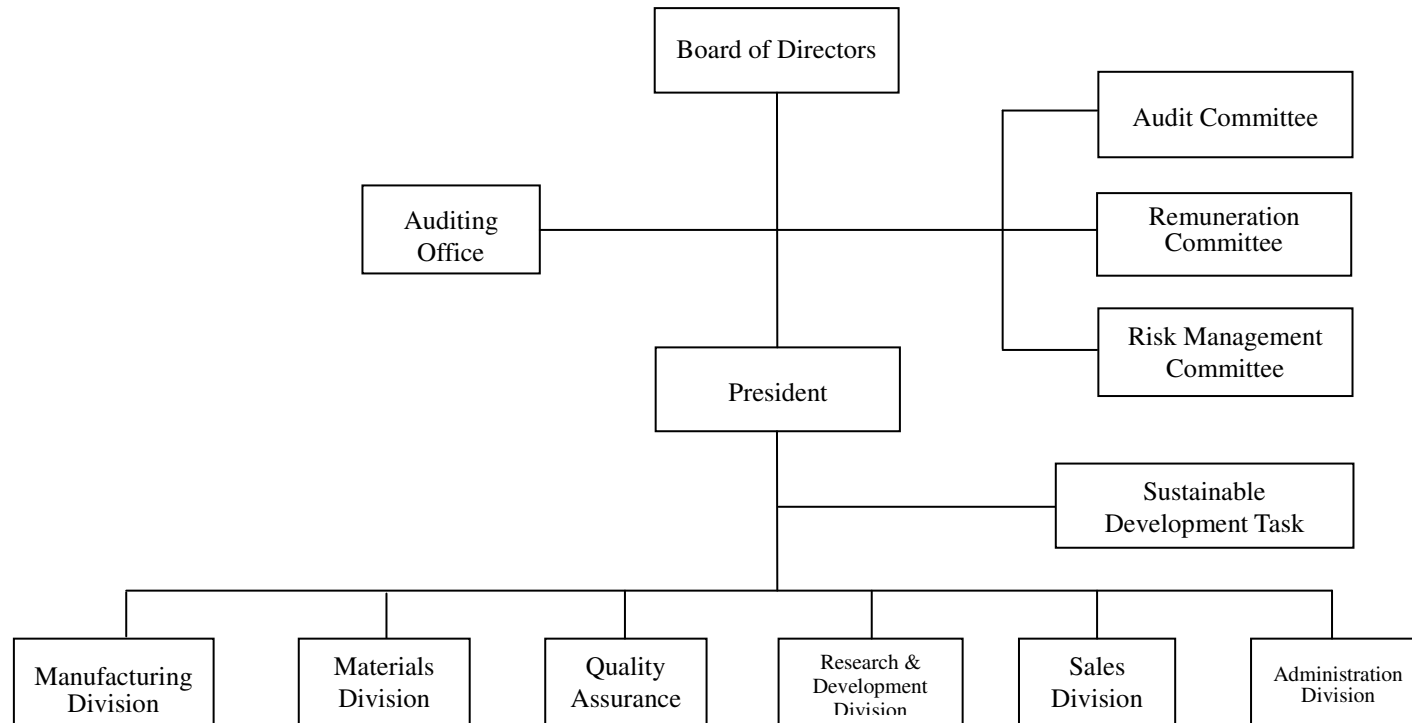 Board of Directors
Audit Committee
Auditing
Office
Remuneration
Committee
Risk Management
Committee
President
Sustainable
Development Task
Manufacturing
Division
Materials
Division
Quality
Assurance
Research &
Development
Division
Sales
Division
Administration
Division